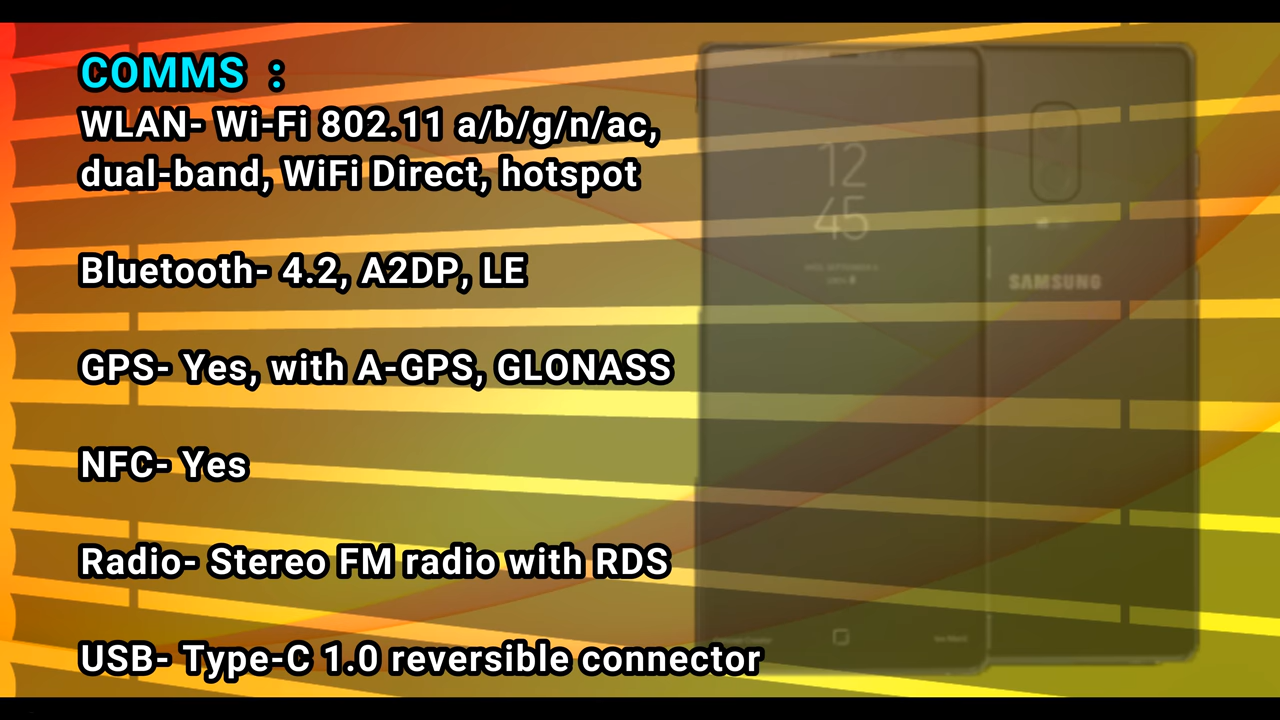 COMMS :
WLAN- Wi-Fi 802.11 a/b/g/n/ac,
dual-band, WiFi Direct, hotspot
Bluetooth- 4.2, A2DP, LE
GPS- Yes, with A-GPS, GLONASS
NFC- Yes
Radio- Stereo FM radio with RDS
USB- Type-C 1.0 reversible connector
12
45
SAMSUNG